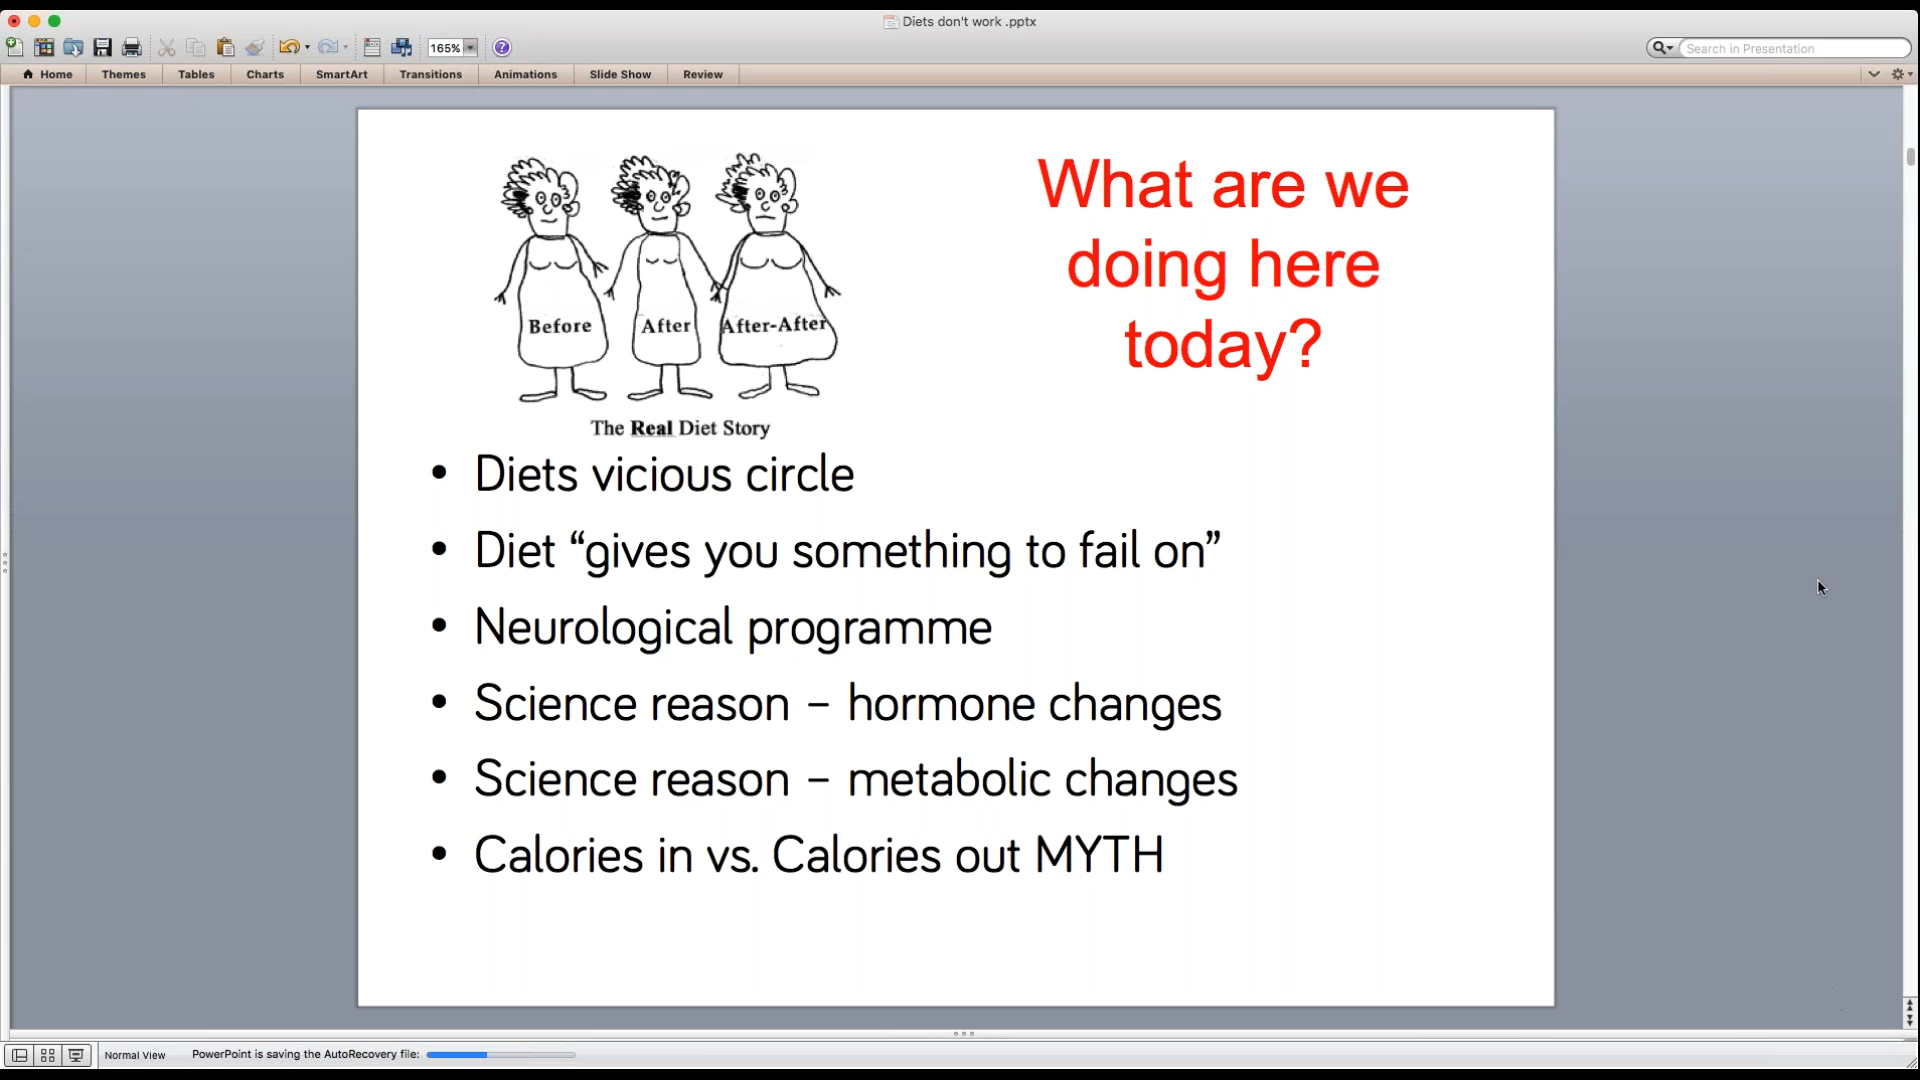 Diets don't work .pptx
165%
Search in Presentation
Home Themes Tables Charts SmartArt Transitions Animations Slide Show Review
What are we
doing here
today?
Before After After-After
The Real Diet Story
• Diets vicious circle
• Diet “gives you something to fail on”
• Neurological programme
• Science reason – hormone changes
• Science reason – metabolic changes
• Calories in vs. Calories out MYTH
Normal View PowerPoint is saving the AutoRecovery file: